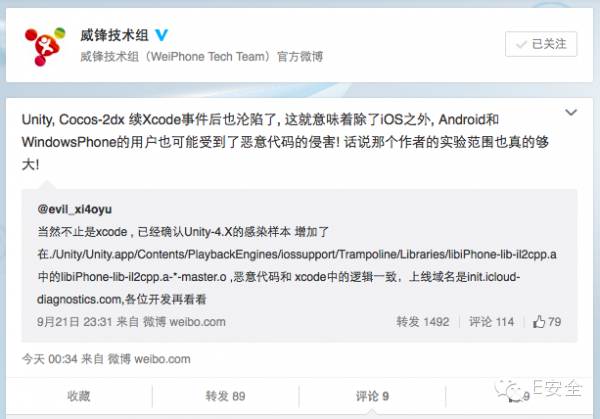 威锋技术组
已关注
威锋技术组（WeiPhone Tech Team）官方微博
Unity, Cocos-2dx 续Xcode事件后也沦陷了, 这就意味着除了iOS之外, Android和
WindowsPhone的用户也可能受到了恶意代码的侵害! 话说那个作者的实验范围也真的够
大!
@evil_xi4oyu
当然不止是xcode , 已经确认Unity-4.X的感染样本 增加了
在./Unity/Unity.app/Contents/PlaybackEngines/iossupport/Trampoline/Libraries/libiPhone-lib-il2cpp.a
中的libiPhone-lib-il2cpp.a-*-master.o ,恶意代码和 xcode中的逻辑一致，上线域名是init.icloud-
diagnostics.com,各位开发再看看
9月21日 23:31 来自 微博 weibo.com
转发 1492
评论 114
79
今天 00:34 来自 微博 weibo.com
收藏
转发 89
评论 9
9
E安全